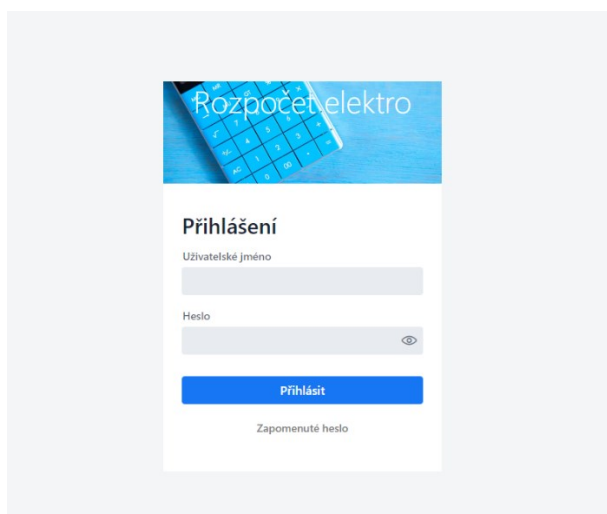 Rozpočet elektro
Přihlášení
Uživatelské jméno
Heslo
Přihlásit
Zapomenuté heslo